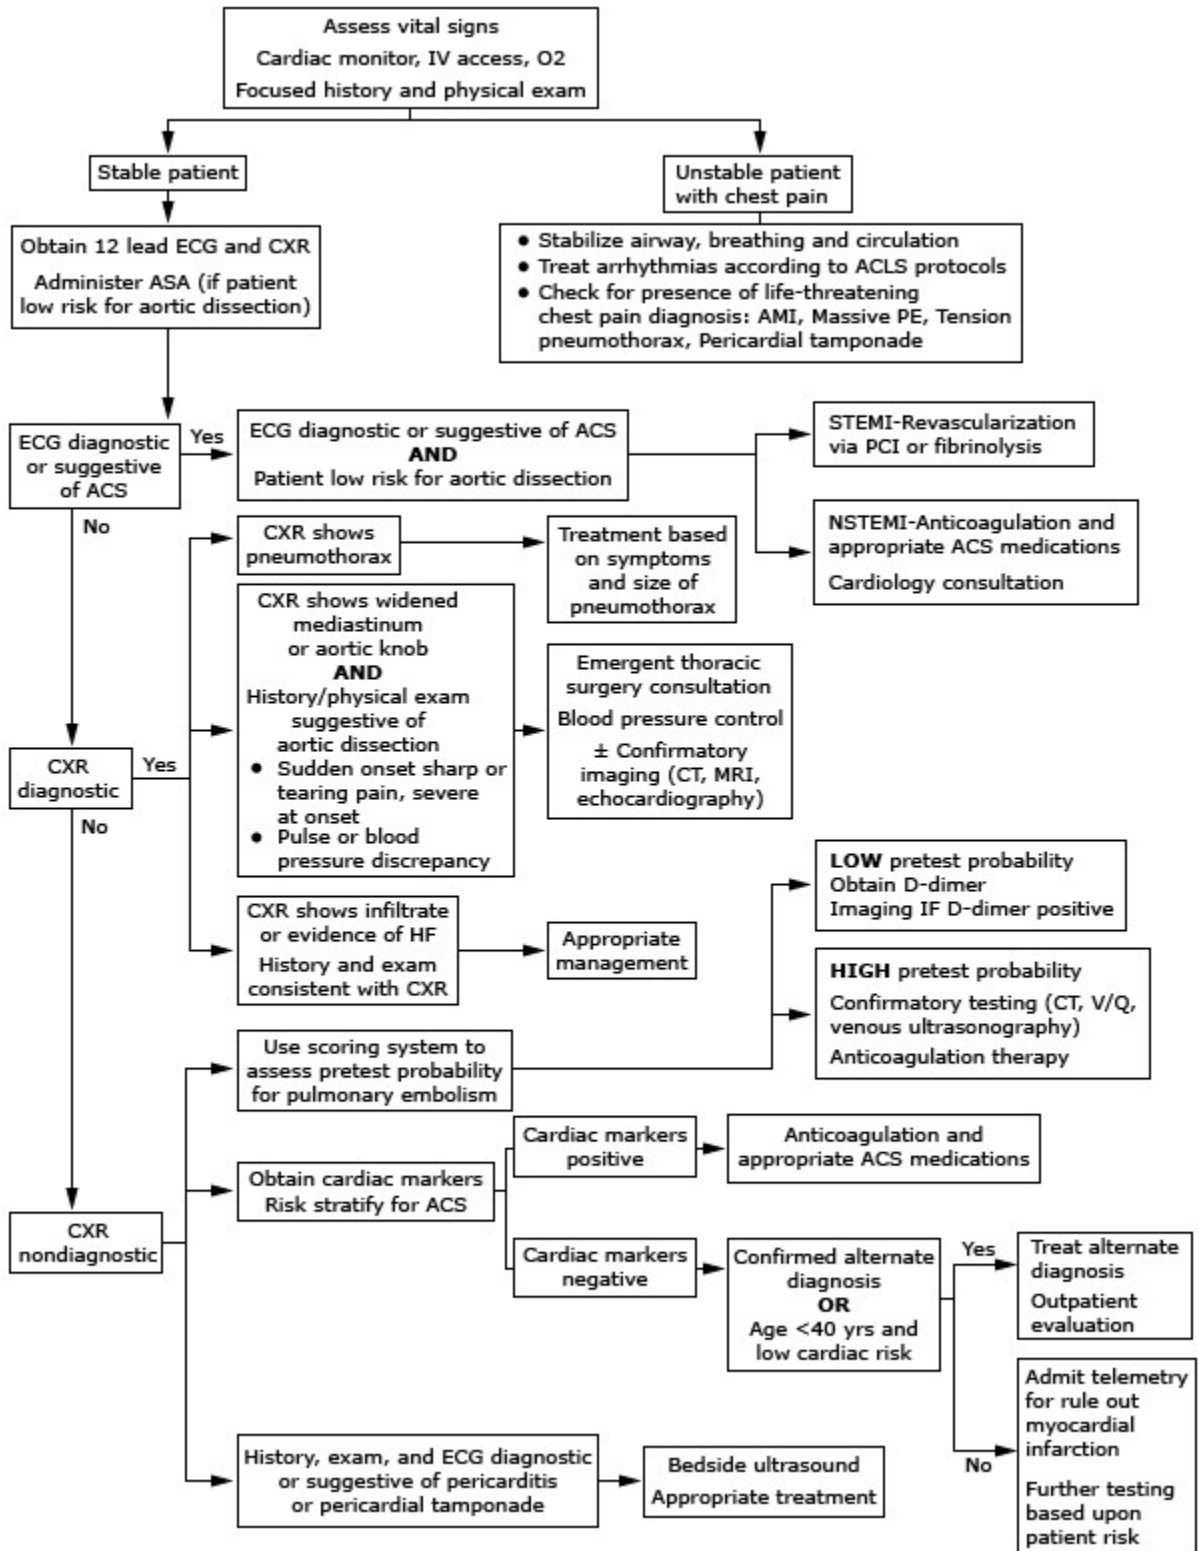 Assess vital signs
Cardiac monitor, IV access, O2
Focused history and physical exam
Stable patient
Unstable patient
with chest pain
Obtain 12 lead ECG and CXR
Administer ASA (if patient
low risk for aortic dissection)
• Stabilize airway, breathing and circulation
• Treat arrhythmias according to ACLS protocols
• Check for presence of life-threatening
chest pain diagnosis: AMI, Massive PE, Tension
pneumothorax, Pericardial tamponade
ECG diagnostic
or suggestive
of ACS
Yes
ECG diagnostic or suggestive of ACS
AND
Patient low risk for aortic dissection
STEMI-Revascularization
via PCI or fibrinolysis
NSTEMI-Anticoagulation and
appropriate ACS medications
Cardiology consultation
No
CXR shows
pneumothorax
Treatment based
on symptoms
and size of
pneumothorax
CXR shows widened
mediastinum
or aortic knob
AND
History/physical exam
suggestive of
aortic dissection
• Sudden onset sharp or
tearing pain, severe
at onset
• Pulse or blood
pressure discrepancy
Emergent thoracic
surgery consultation
Blood pressure control
± Confirmatory
imaging (CT, MRI,
echocardiography)
CXR
diagnostic
Yes
No
CXR shows infiltrate
or evidence of HF
History and exam
consistent with CXR
Appropriate
management
LOW pretest probability
Obtain D-dimer
Imaging IF D-dimer positive
HIGH pretest probability
Confirmatory testing (CT, V/Q,
venous ultrasonography)
Anticoagulation therapy
Use scoring system to
assess pretest probability
for pulmonary embolism
Cardiac markers
positive
Anticoagulation and
appropriate ACS medications
Obtain cardiac markers
Risk stratify for ACS
CXR
nondiagnostic
Cardiac markers
negative
Confirmed alternate
diagnosis
OR
Age <40 yrs and
low cardiac risk
Yes
Treat alternate
diagnosis
Outpatient
evaluation
No
Admit telemetry
for rule out
myocardial
infarction
Further testing
based upon
patient risk
History, exam, and ECG diagnostic
or suggestive of pericarditis
or pericardial tamponade
Bedside ultrasound
Appropriate treatment